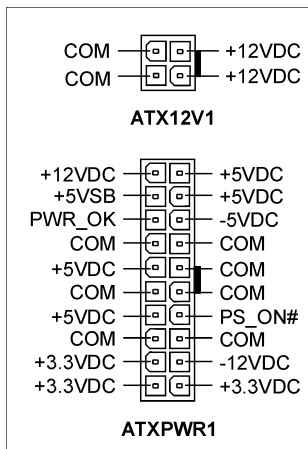 COM +12VDC
COM +12VDC
ATX12V1
+12VDC +5VDC
+5VSB +5VDC
PWR_OK -5VDC
COM COM
+5VDC COM
COM COM
+5VDC PS_ON#
COM COM
+3.3VDC -12VDC
+3.3VDC +3.3VDC
ATXPWR1